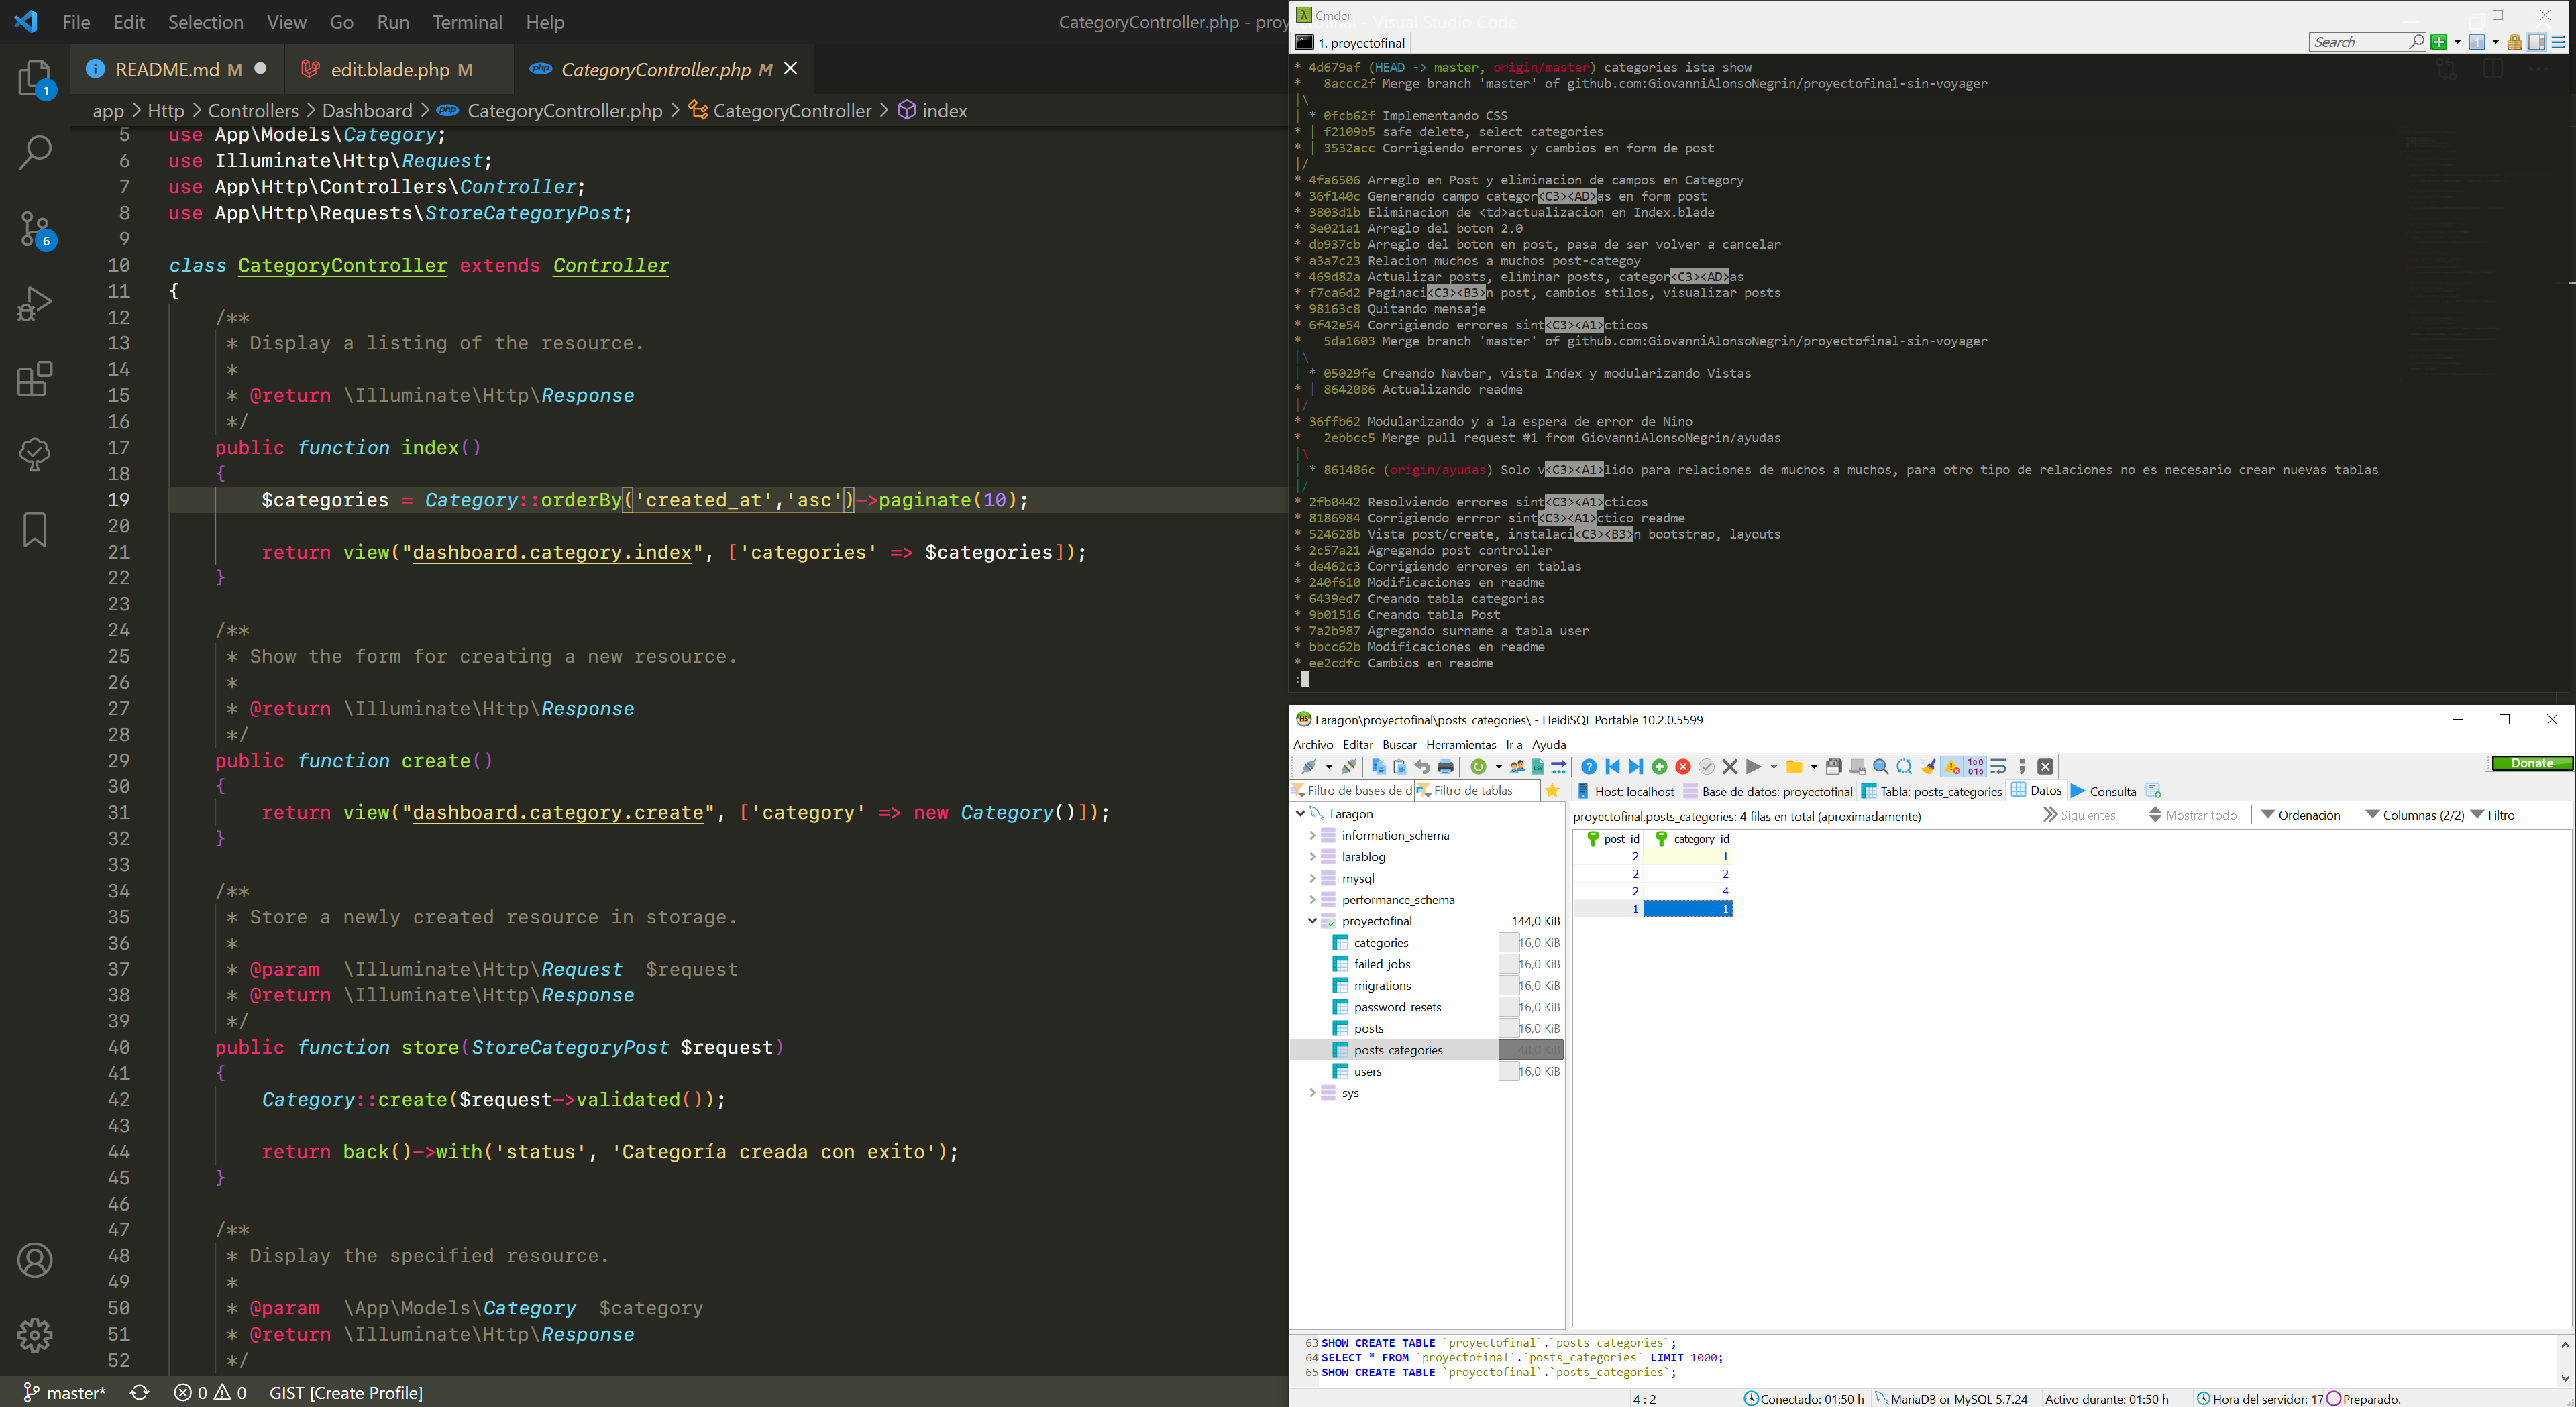 File Edit Selection View Go Run Terminal Help
CategoryController.php - proy
README.md M
edit.blade.php M
CategoryController.php M
app > Http > Controllers > Dashboard > CategoryController.php > CategoryController > index
1
6
5 use App\Models\Category;
6 use Illuminate\Http\Request;
7 use App\Http\Controllers\Controller;
8 use App\Http\Requests\StoreCategoryPost;
9
10 class CategoryController extends Controller
11 {
12 /**
13 * Display a listing of the resource.
14 *
15 * @return \Illuminate\Http\Response
16 */
17 public function index()
18 {
19 $categories = Category::orderBy('created_at','asc')->paginate(10);
20
21 return view("dashboard.category.index", ['categories' => $categories]);
22 }
23
24 /**
25 * Show the form for creating a new resource.
26 *
27 * @return \Illuminate\Http\Response
28 */
29 public function create()
30 {
31 return view("dashboard.category.create", ['category' => new Category()]);
32 }
33
34 /**
35 * Store a newly created resource in storage.
36 *
37 * @param  \Illuminate\Http\Request  $request
38 * @return \Illuminate\Http\Response
39 */
40 public function store(StoreCategoryPost $request)
41 {
42 Category::create($request->validated());
43
44 return back()->with('status', 'Categoría creada con exito');
45 }
46
47 /**
48 * Display the specified resource.
49 *
50 * @param  \App\Models\Category  $category
51 * @return \Illuminate\Http\Response
52 */
master* 0 0 GIST [Create Profile]
Cmder
- Visual Studio Code
1. proyectofinal
Search
* 4d679af (HEAD -> master, origin/master) categories ista show
*   8accc2f Merge branch 'master' of github.com:GiovanniAlonsoNegrin/proyectofinal-sin-voyager
|\
| * 0fcb62f Implementando CSS
* | f2109b5 safe delete, select categories
* | 3532acc Corrigiendo errores y cambios en form de post
|/
* 4fa6506 Arreglo en Post y eliminacion de campos en Category
* 36f140c Generando campo categor<C3><AD>as en form post
* 3803d1b Eliminacion de <td>actualizacion en Index.blade
* 3e021a1 Arreglo del boton 2.0
* db937cb Arreglo del boton en post, pasa de ser volver a cancelar
* a3a7c23 Relacion muchos a muchos post-categoy
* 469d82a Actualizar posts, eliminar posts, categor<C3><AD>as
* f7ca6d2 Paginaci<C3><B3>n post, cambios stilos, visualizar posts
* 98163c8 Quitando mensaje
* 6f42e54 Corrigiendo errores sint<C3><A1>cticos
*   5da1603 Merge branch 'master' of github.com:GiovanniAlonsoNegrin/proyectofinal-sin-voyager
|\
| * 05029fe Creando Navbar, vista Index y modularizando Vistas
* | 8642086 Actualizando readme
|/
* 36ffb62 Modularizando y a la espera de error de Nino
*   2ebbcc5 Merge pull request #1 from GiovanniAlonsoNegrin/ayudas
|\
| * 861486c (origin/ayudas) Solo v<C3><A1>lido para relaciones de muchos a muchos, para otro tipo de relaciones no es necesario crear nuevas tablas
|/
* 2fb0442 Resolviendo errores sint<C3><A1>cticos
* 8186984 Corrigiendo errror sint<C3><A1>ctico readme
* 524628b Vista post/create, instalaci<C3><B3>n bootstrap, layouts
* 2c57a21 Agregando post controller
* de462c3 Corrigiendo errores en tablas
* 240f610 Modificaciones en readme
* 6439ed7 Creando tabla categorias
* 9b01516 Creando tabla Post
* 7a2b987 Agregando surname a tabla user
* bbcc62b Modificaciones en readme
* ee2cdfc Cambios en readme
:
Laragon\proyectofinal\posts_categories\ - HeidiSQL Portable 10.2.0.5599
Archivo Editar Buscar Herramientas Ir a Ayuda
Donate
Filtro de bases de d Filtro de tablas
Host: localhost Base de datos: proyectofinal Tabla: posts_categories Datos Consulta
proyectofinal.posts_categories: 4 filas en total (aproximadamente) Siguientes Mostrar todo Ordenación Columnas (2/2) Filtro
Laragon
information_schema
larablog
mysql
performance_schema
proyectofinal 144,0 KiB
categories 16,0 KiB
failed_jobs 16,0 KiB
migrations 16,0 KiB
password_resets 16,0 KiB
posts 16,0 KiB
posts_categories 48,0 KiB
users 16,0 KiB
sys
post_id category_id
2 1
2 2
2 4
1 1
63 SHOW CREATE TABLE `proyectofinal`.`posts_categories`;
64 SELECT * FROM `proyectofinal`.`posts_categories` LIMIT 1000;
65 SHOW CREATE TABLE `proyectofinal`.`posts_categories`;
4 : 2 Conectado: 01:50 h MariaDB or MySQL 5.7.24 Activo durante: 01:50 h Hora del servidor: 17 Preparado.